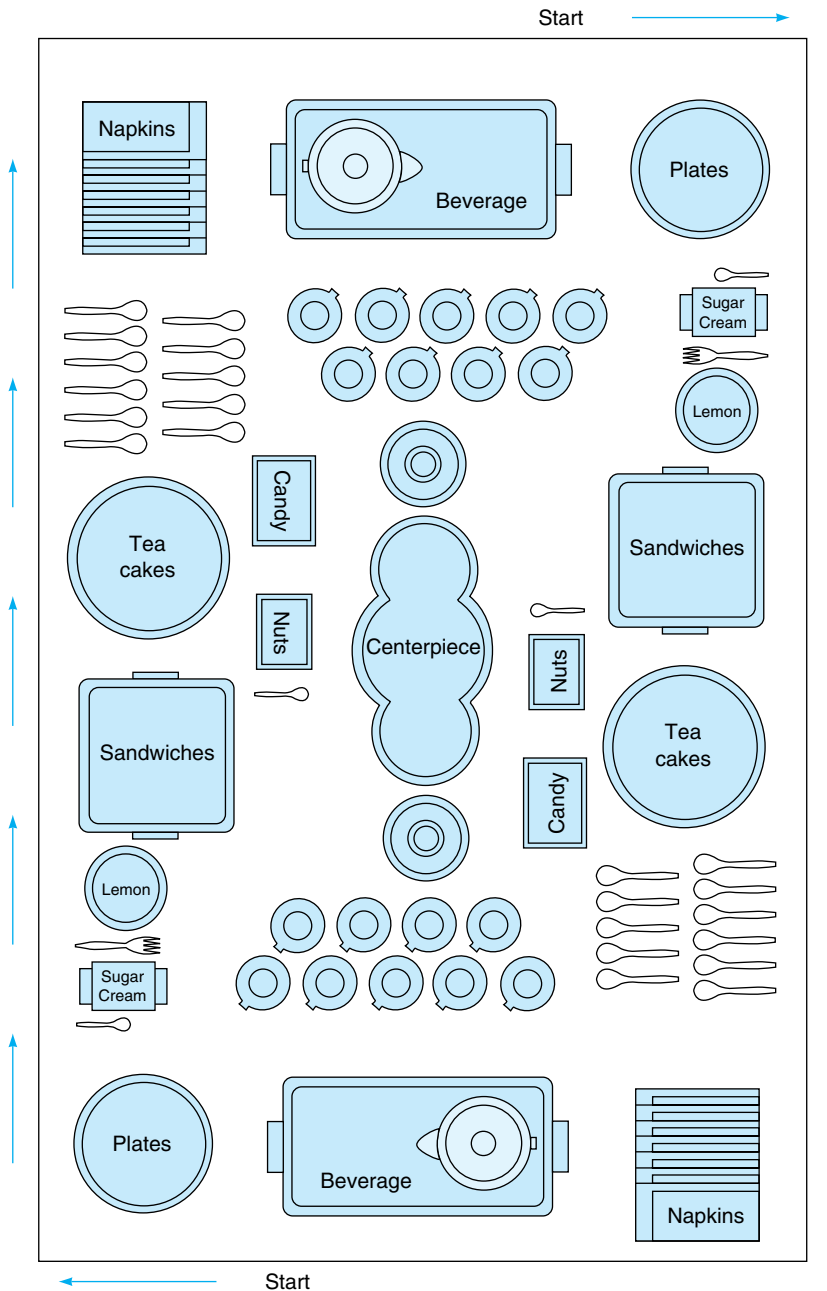 Start
Napkins
Beverage
Plates
Sugar
Cream
Lemon
Candy
Tea
cakes
Sandwiches
Nuts
Centerpiece
Nuts
Sandwiches
Tea
cakes
Candy
Lemon
Sugar
Cream
Plates
Beverage
Napkins
Start